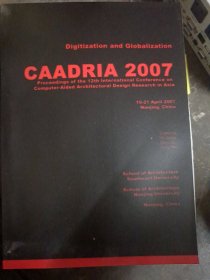 Digitization and Globalization
CAADRIA 2007
Proceedings of the 12th International Conference on
Computer-Aided Architectural Design Research in Asia
19-21 April 2007
Nanjing, China
School of Architecture
Southeast University
School of Architecture
Nanjing University
Nanjing, China